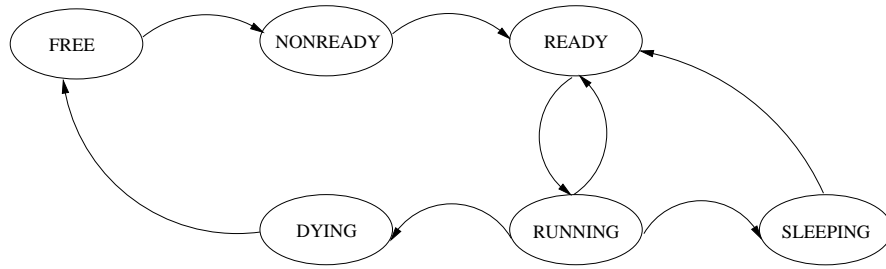 FREE
NONREADY
READY
DYING
RUNNING
SLEEPING